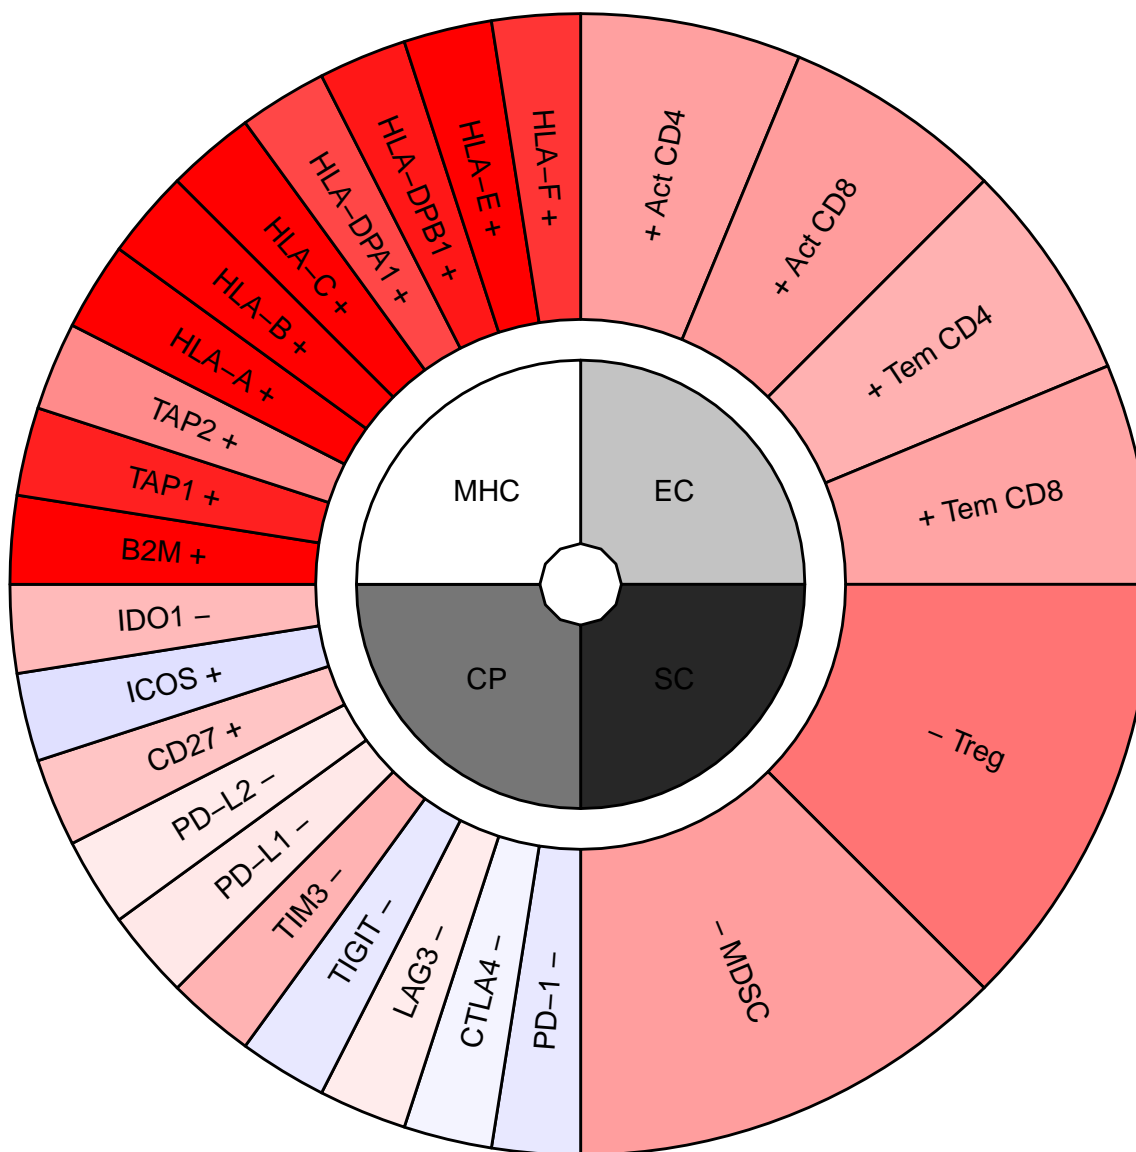 HLA–F +
HLA–E +
HLA–DPB1 +
HLA–DPA1 +
HLA–C +
HLA–B +
HLA–A +
TAP2 +
TAP1 +
B2M +
IDO1 –
ICOS +
CD27 +
PD–L2 –
PD–L1 –
TIM3 –
TIGIT –
LAG3 –
CTLA4 –
PD–1 –
+ Act CD4
+ Act CD8
+ Tem CD4
+ Tem CD8
– Treg
– MDSC
MHC
EC
CP
SC